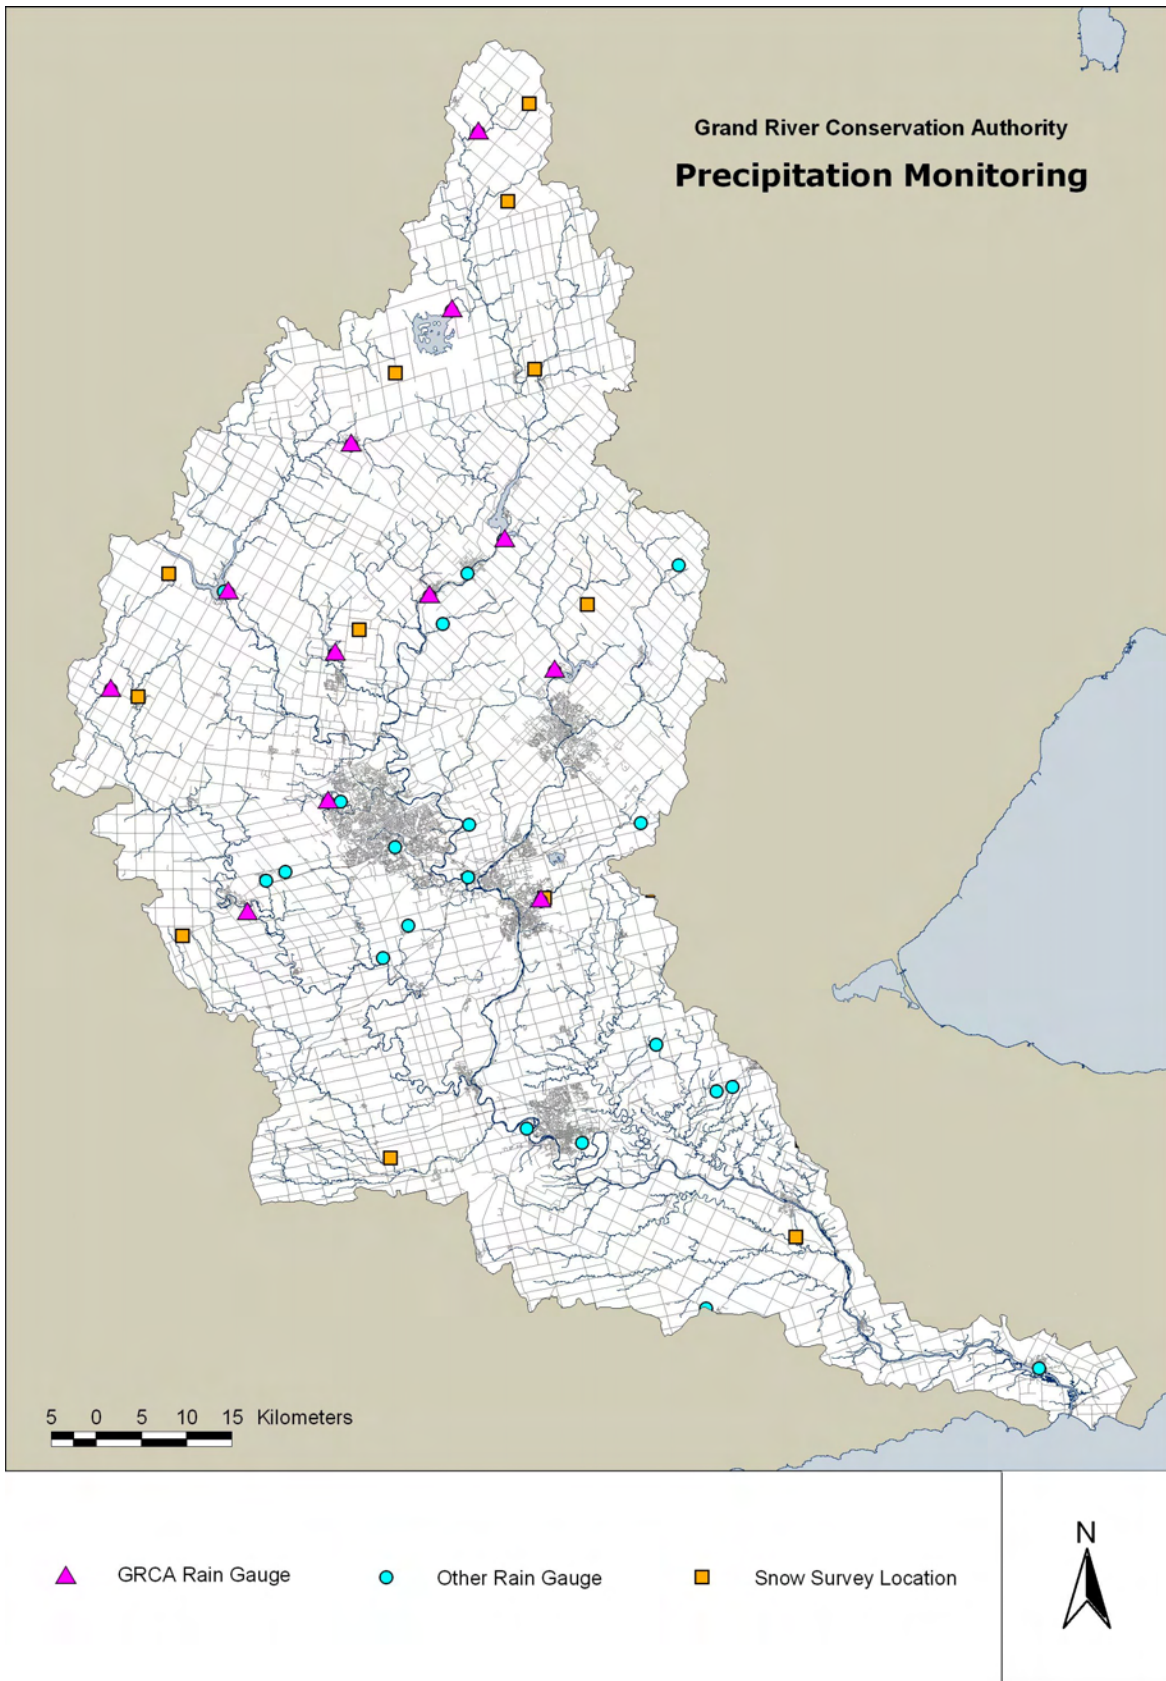 Grand River Conservation Authority
Precipitation Monitoring
5 0 5 10 15 Kilometers
GRCA Rain Gauge
Other Rain Gauge
Snow Survey Location
N